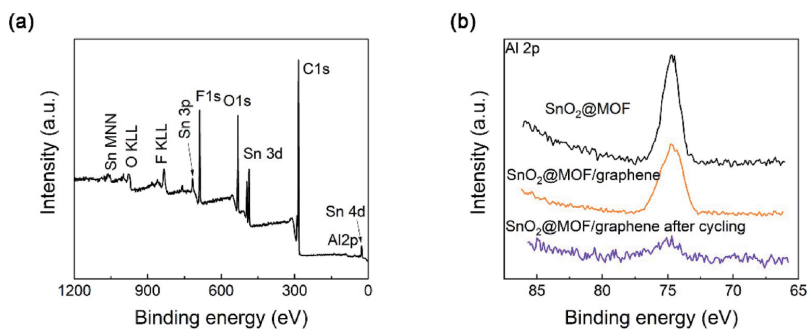 (a)
Intensity (a.u.)
Sn MNN
O KLL
F KLL
Sn 3p
F1s
O1s
Sn 3d
C1s
Sn 4d
Al2p
1200 900 600 300 0
Binding energy (eV)
(b)
Intensity (a.u.)
Al 2p
SnO₂@MOF
SnO₂@MOF/graphene
SnO₂@MOF/graphene after cycling
85 80 75 70 65
Binding energy (eV)